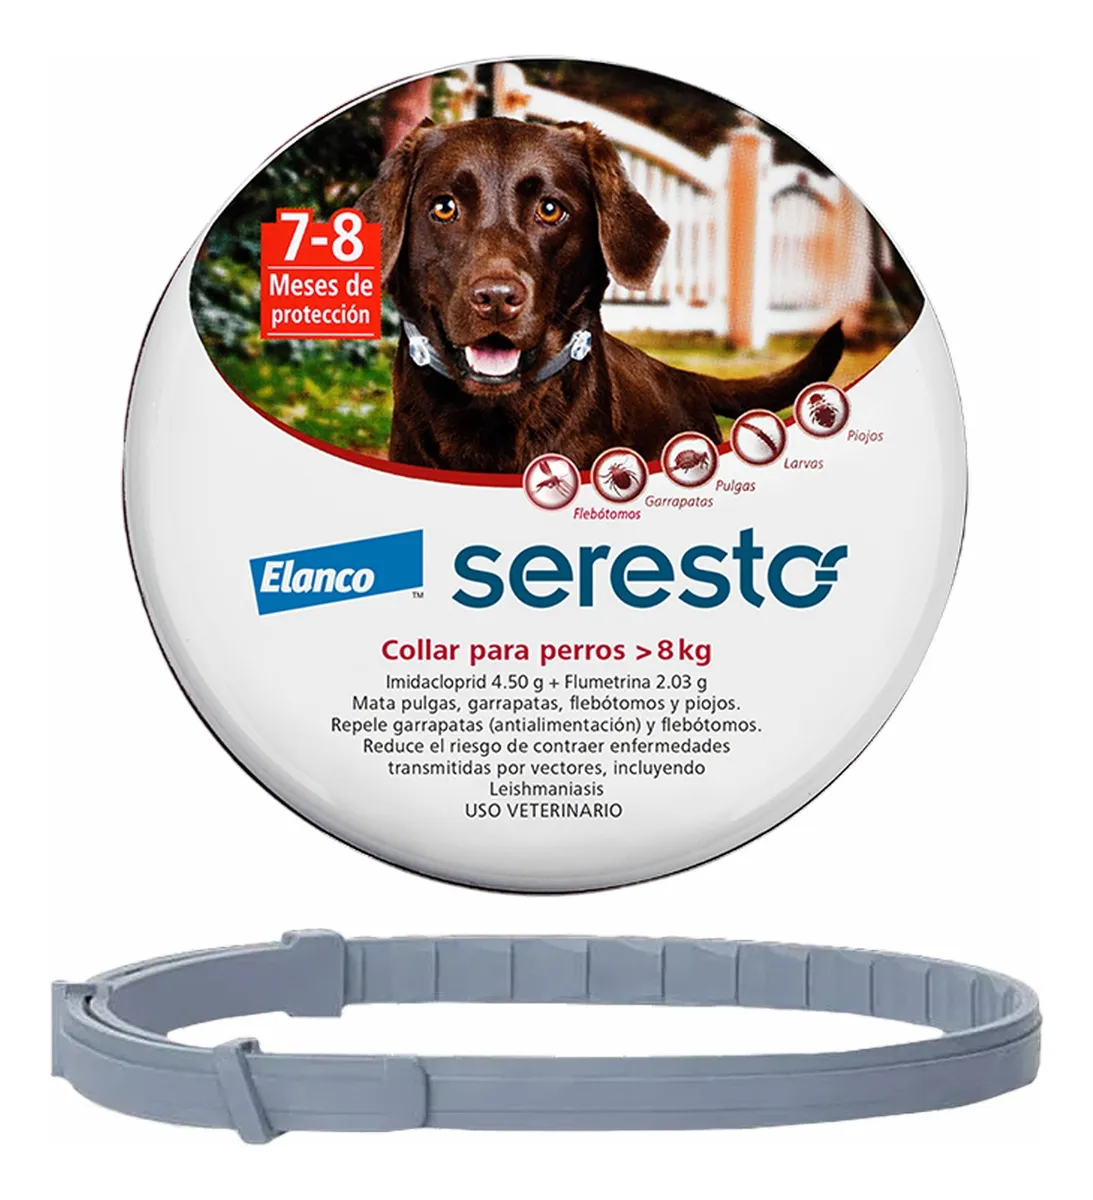 7-8
Meses de
protección
Piojos
Larvas
Pulgas
Garrapatas
Flebótomos
Elanco
TM
seresto
Collar para perros > 8 kg
Imidacloprid 4.50 g + Flumetrina 2.03 g
Mata pulgas, garrapatas, flebótomos y piojos.
Repele garrapatas (antialimentación) y flebótomos.
Reduce el riesgo de contraer enfermedades
transmitidas por vectores, incluyendo
Leishmaniasis
USO VETERINARIO